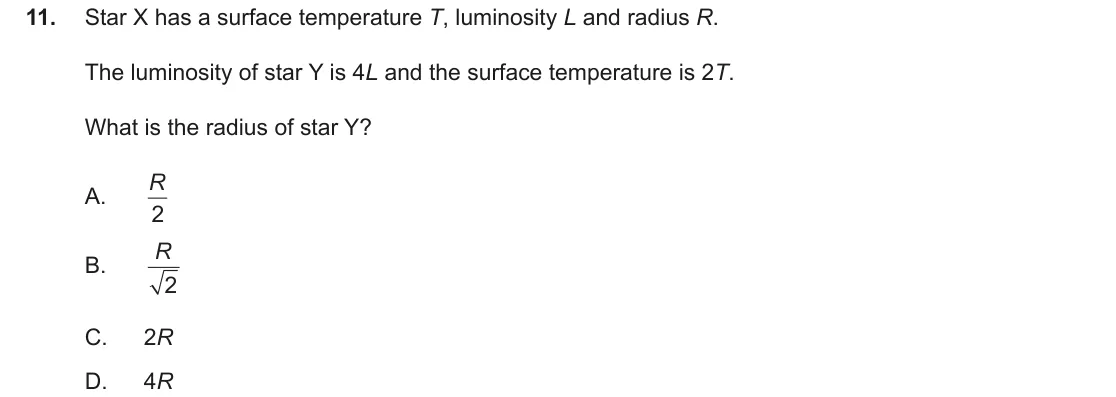 11. Star X has a surface temperature T, luminosity L and radius R.
The luminosity of star Y is 4L and the surface temperature is 2T.
What is the radius of star Y?
A. R/2
B. R/√2
C. 2R
D. 4R